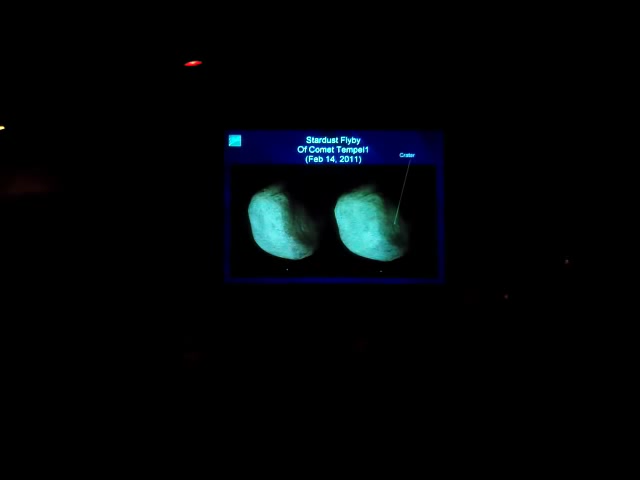 Stardust Flyby
Of Comet Tempel1
(Feb 14, 2011)
Crater